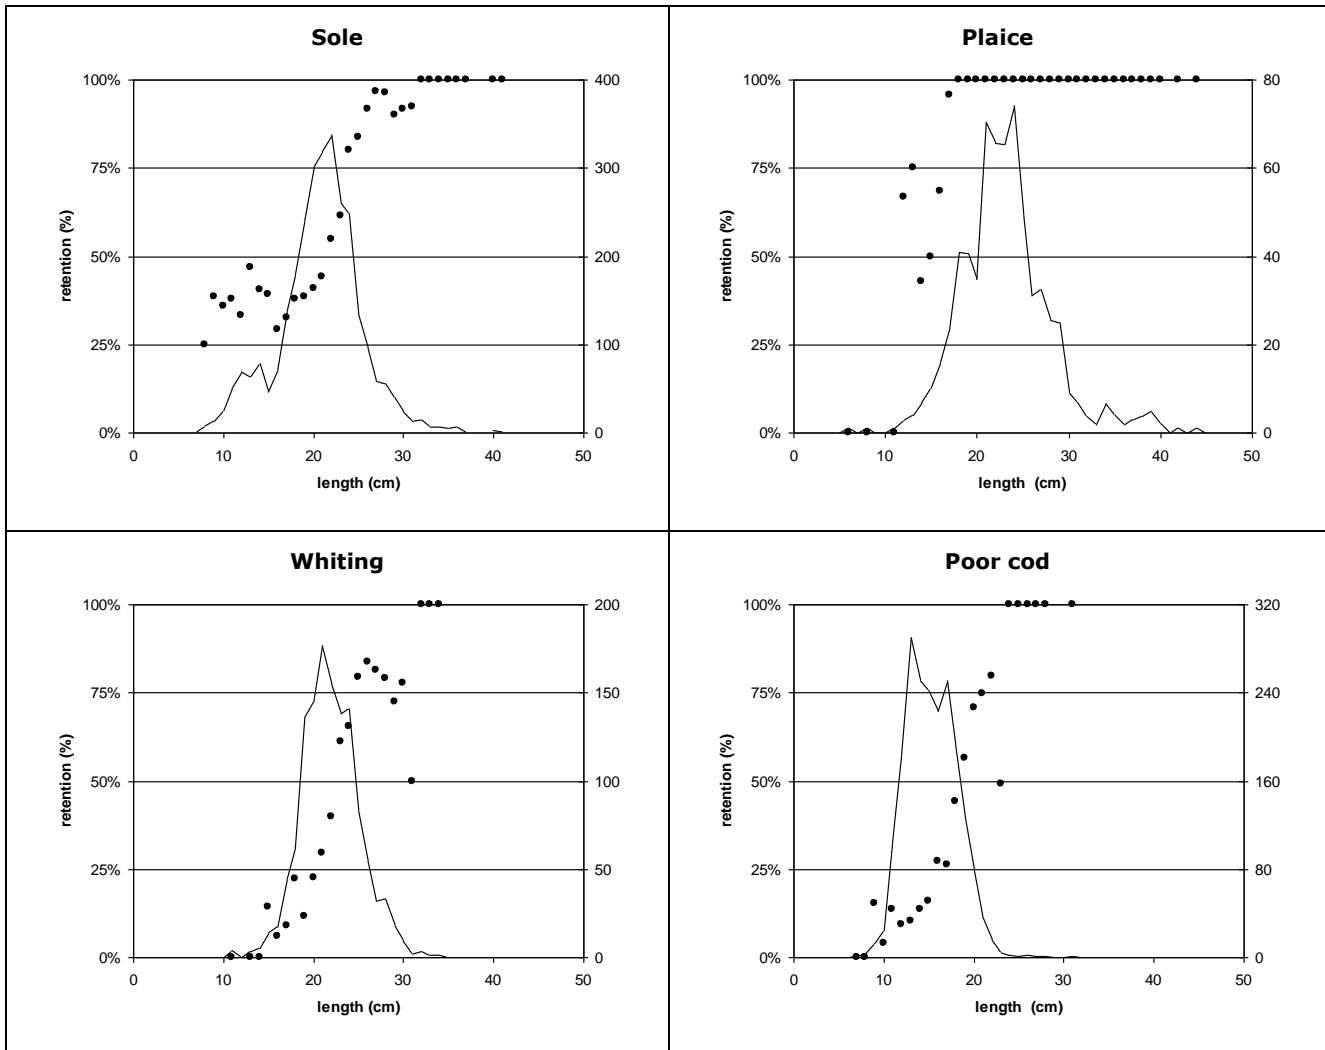 Sole
100% 400
75% 300
50% 200
25% 100
0% 0
0 10 20 30 40 50
retention (%)
length (cm)
Plaice
100% 80
75% 60
50% 40
25% 20
0% 0
0 10 20 30 40 50
retention (%)
length (cm)
Whiting
100% 200
75% 150
50% 100
25% 50
0% 0
0 10 20 30 40 50
retention (%)
length (cm)
Poor cod
100% 320
75% 240
50% 160
25% 80
0% 0
0 10 20 30 40 50
retention (%)
length (cm)